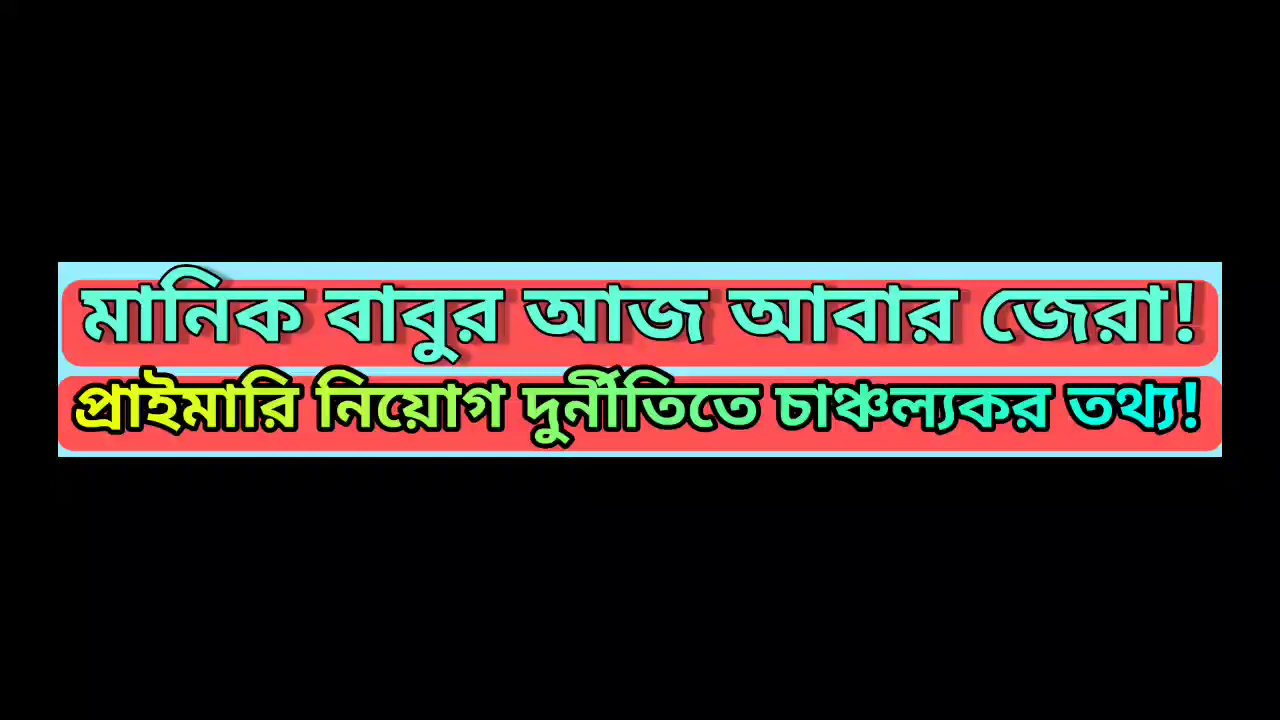 মানিক বাবুর আজ আবার জেরা!
প্রাইমারি নিয়োগ দুর্নীতিতে চাঞ্চল্যকর তথ্য!